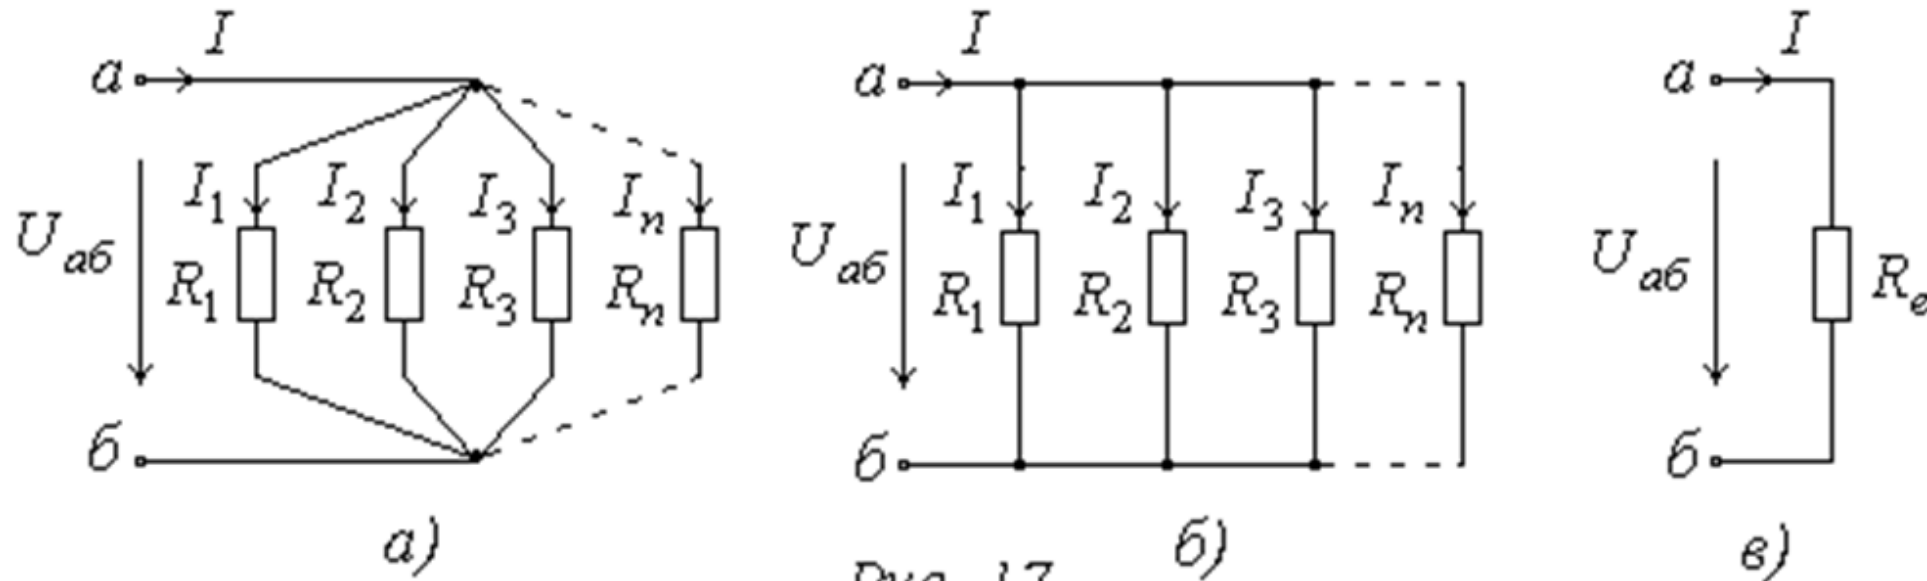 I I I
а а а
I₁ I₂ I₃ Iₙ I₁ I₂ I₃ Iₙ
Uаб R₁ R₂ R₃ Rₙ Uаб R₁ R₂ R₃ Rₙ Uаб Rе
б б б
а) б) в)